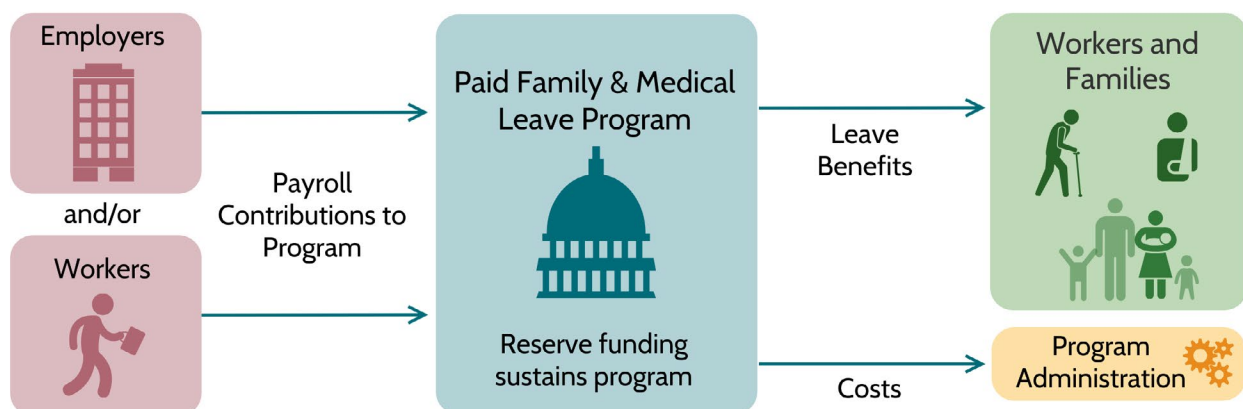 Employers
and/or
Workers
Payroll
Contributions to
Program
Paid Family & Medical
Leave Program
Reserve funding
sustains program
Leave
Benefits
Costs
Workers and
Families
Program
Administration